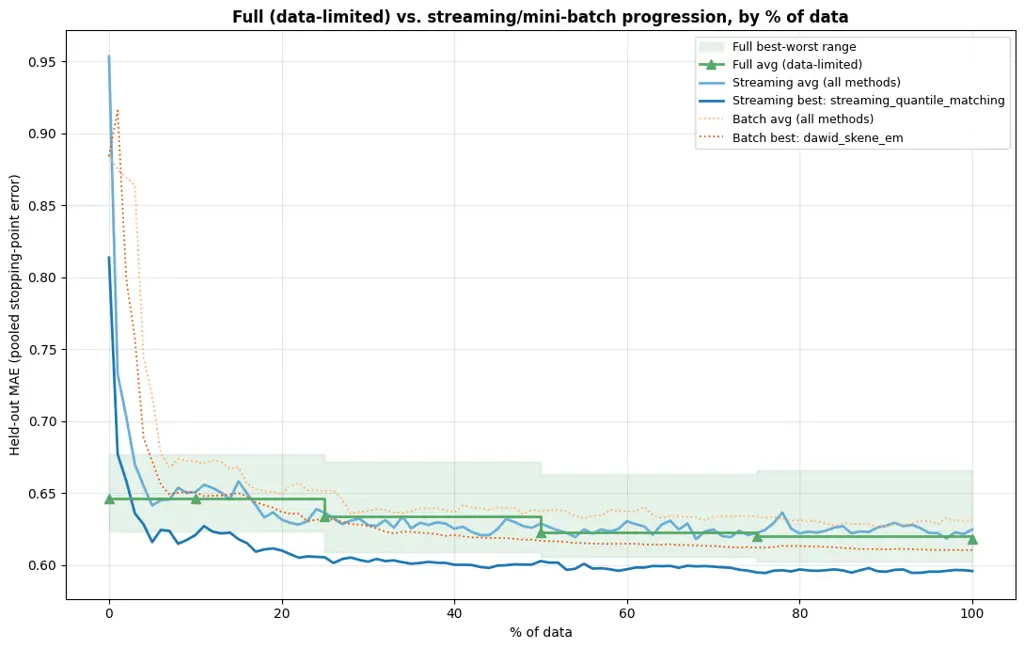 Full (data-limited) vs. streaming/mini-batch progression, by % of data
Full best-worst range
Full avg (data-limited)
Streaming avg (all methods)
Streaming best: streaming_quantile_matching
Batch avg (all methods)
Batch best: dawid_skene_em
Held-out MAE (pooled stopping-point error)
0.95
0.90
0.85
0.80
0.75
0.70
0.65
0.60
0
20
40
60
80
100
% of data